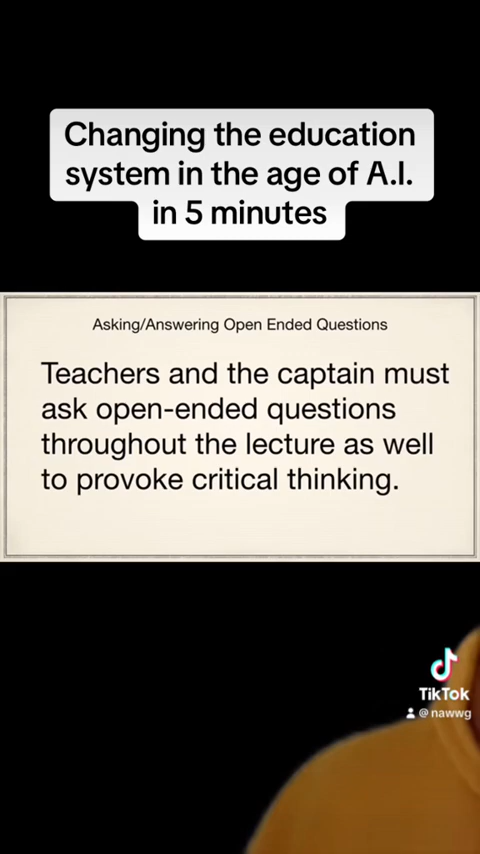 Changing the education
system in the age of A.I.
in 5 minutes
Asking/Answering Open Ended Questions
Teachers and the captain must
ask open-ended questions
throughout the lecture as well
to provoke critical thinking.
TikTok
@nawwg